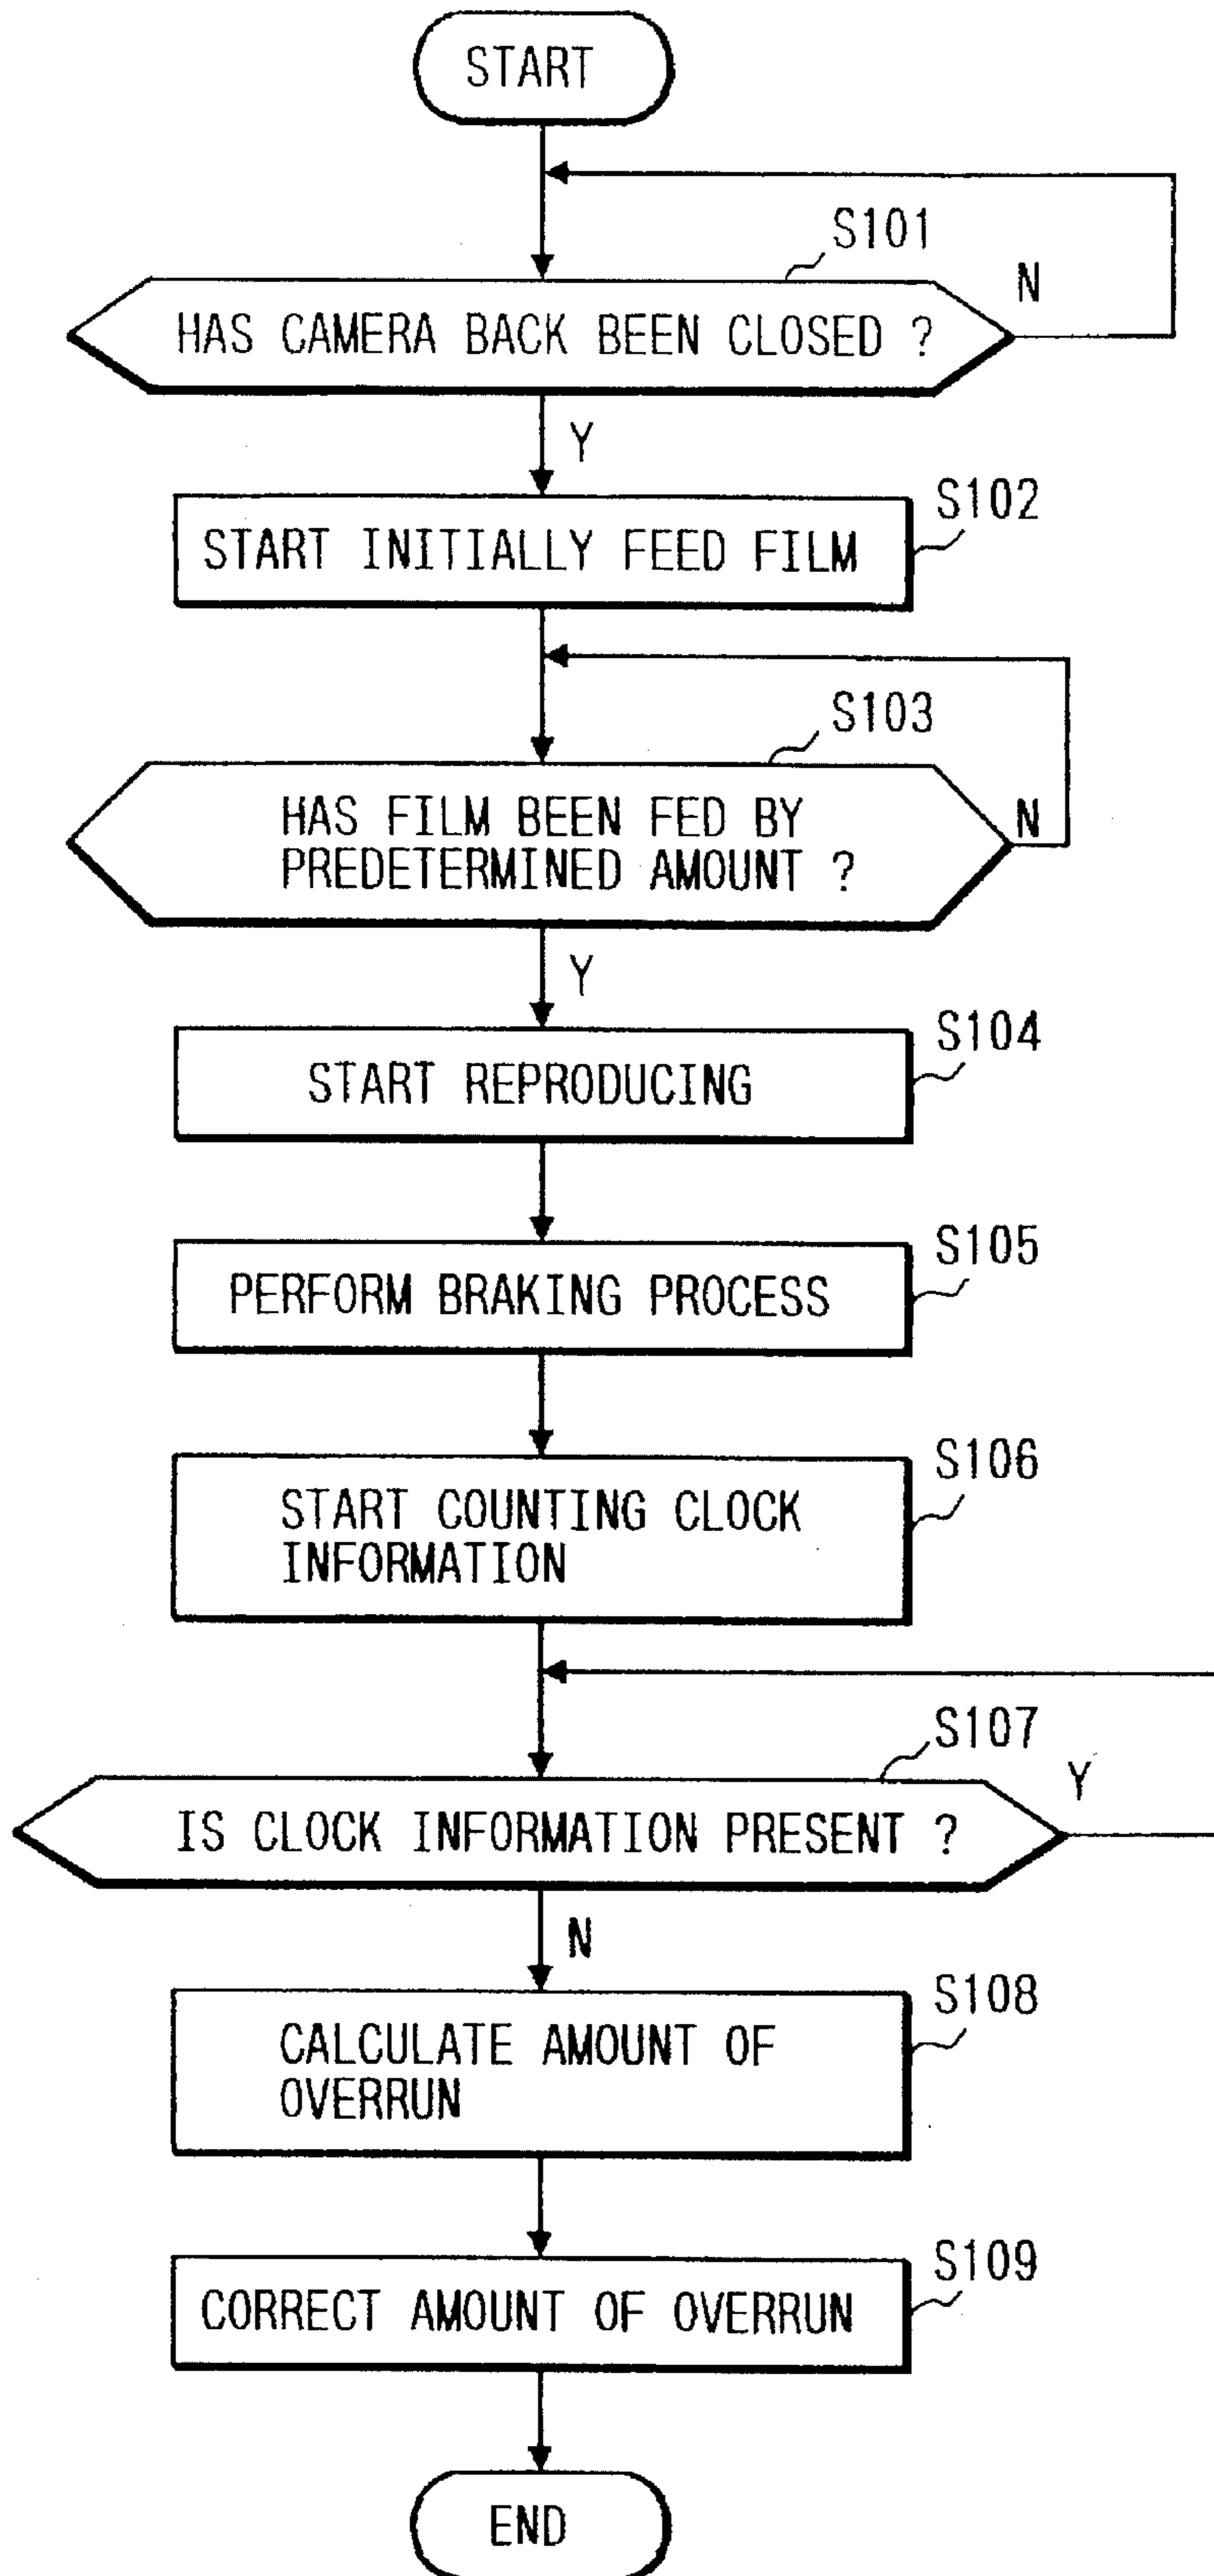 START
S101
N
HAS CAMERA BACK BEEN CLOSED ?
Y
S102
START INITIALLY FEED FILM
S103
HAS FILM BEEN FED BY
N
PREDETERMINED AMOUNT ?
Y
S104
START REPRODUCING
S105
PERFORM BRAKING PROCESS
S106
START COUNTING CLOCK
INFORMATION
S107
Y
IS CLOCK INFORMATION PRESENT ?
N
S108
CALCULATE AMOUNT OF
OVERRUN
S109
CORRECT AMOUNT OF OVERRUN
END